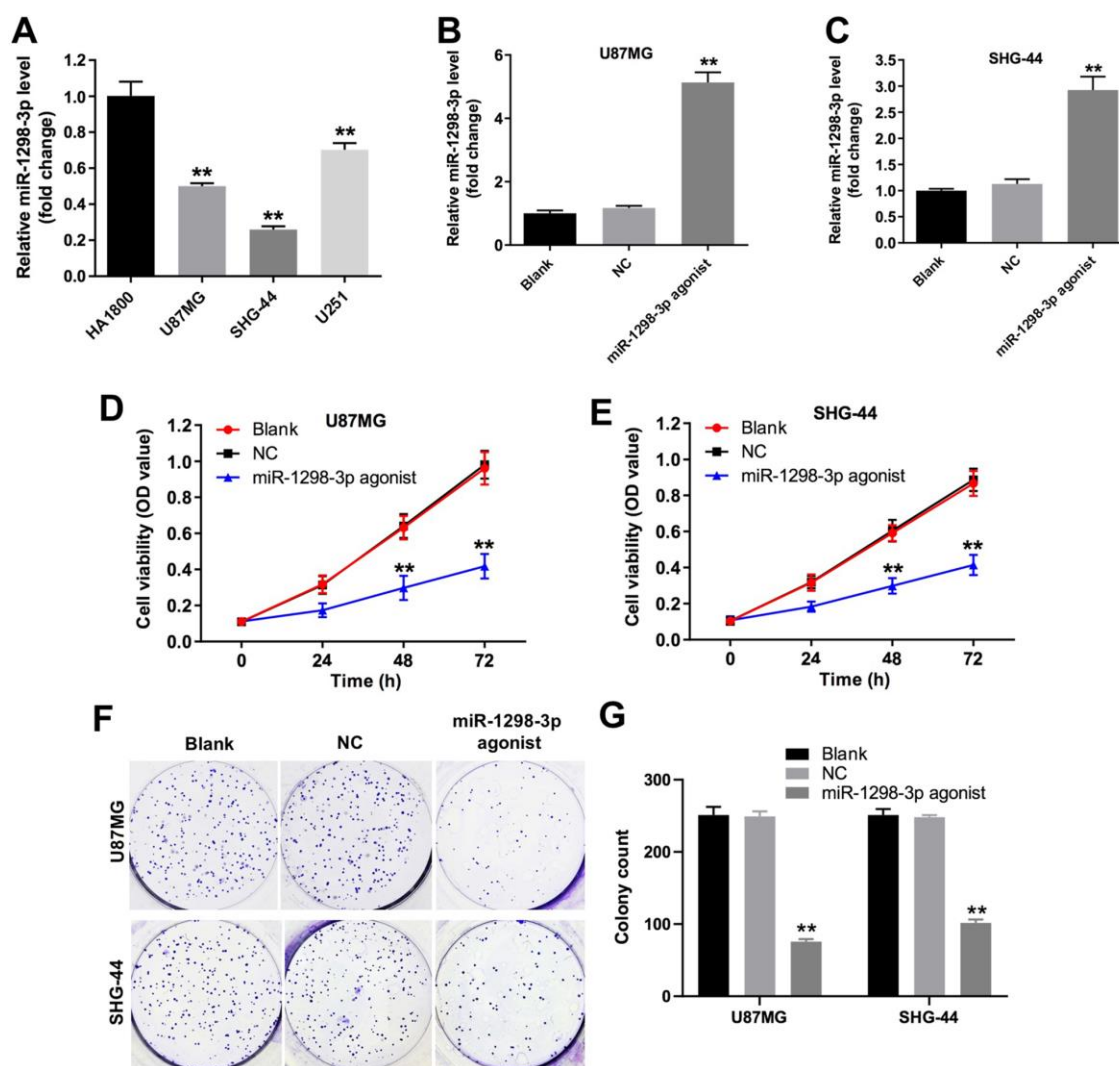 A
Relative miR-1298-3p level
(fold change)
1.2
1.0
0.8
0.6
0.4
0.2
0.0
**
**
**
HA1800
U87MG
SHG-44
U251
B
U87MG
Relative miR-1298-3p level
(fold change)
6
4
2
0
**
Blank
NC
miR-1298-3p agonist
C
SHG-44
Relative miR-1298-3p level
(fold change)
3.5
3.0
2.5
2.0
1.5
1.0
0.5
0.0
**
Blank
NC
miR-1298-3p agonist
D
U87MG
Blank
NC
miR-1298-3p agonist
Cell viability (OD value)
1.2
1.0
0.8
0.6
0.4
0.2
0.0
**
**
0
24
48
72
Time (h)
E
SHG-44
Blank
NC
miR-1298-3p agonist
Cell viability (OD value)
1.2
1.0
0.8
0.6
0.4
0.2
0.0
**
**
0
24
48
72
Time (h)
F
Blank
NC
miR-1298-3p
agonist
U87MG
SHG-44
G
Blank
NC
miR-1298-3p agonist
Colony count
300
200
100
0
**
**
U87MG
SHG-44